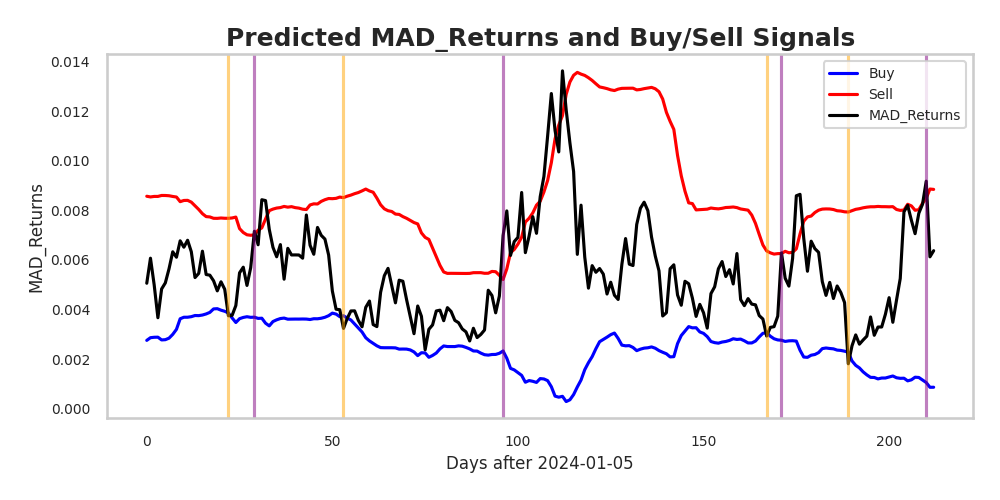 Predicted MAD_Returns and Buy/Sell Signals
MAD_Returns
0.014
0.012
0.010
0.008
0.006
0.004
0.002
0.000
Buy
Sell
MAD_Returns
0 50 100 150 200
Days after 2024-01-05